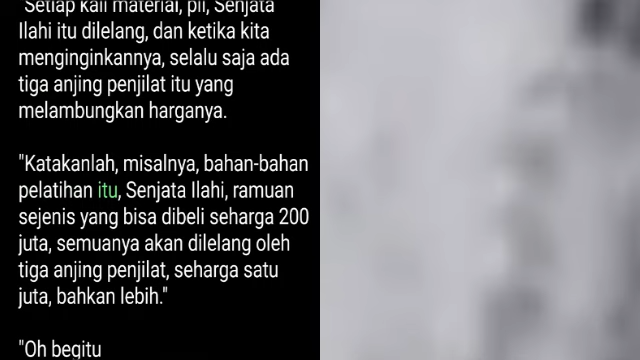 "Setiap kali material, pil, Senjata
Ilahi itu dilelang, dan ketika kita
menginginkannya, selalu saja ada
tiga anjing penjilat itu yang
melambungkan harganya.
"Katakanlah, misalnya, bahan-bahan
pelatihan itu, Senjata Ilahi, ramuan
sejenis yang bisa dibeli seharga 200
juta, semuanya akan dilelang oleh
tiga anjing penjilat, seharga satu
juta, bahkan lebih."
"Oh begitu